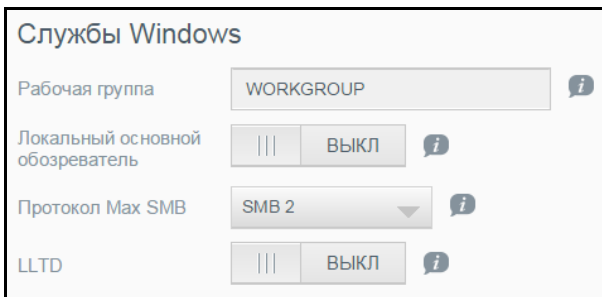 Службы Windows
Рабочая группа WORKGROUP
Локальный основной обозреватель ВЫКЛ
Протокол Max SMB SMB 2
LLTD ВЫКЛ